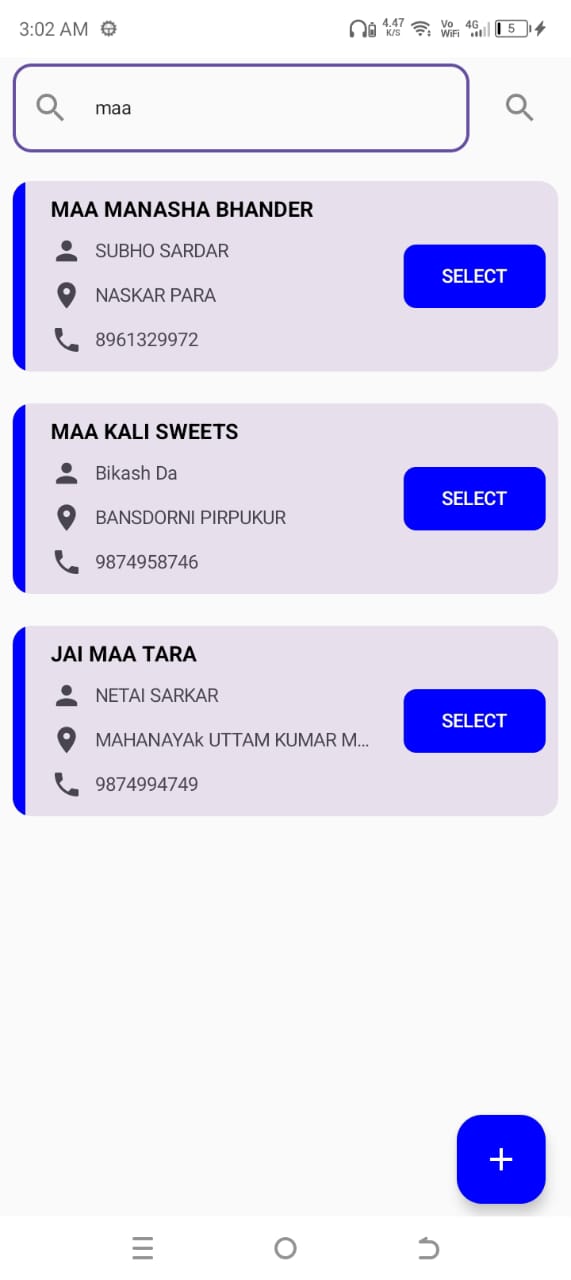 3:02 AM 4.47 K/S Vo WiFi 4G 5
maa
MAA MANASHA BHANDER
SUBHO SARDAR
NASKAR PARA
8961329972
SELECT
MAA KALI SWEETS
Bikash Da
BANSDORNI PIRPUKUR
9874958746
SELECT
JAI MAA TARA
NETAI SARKAR
MAHANAYAk UTTAM KUMAR M...
9874994749
SELECT
+